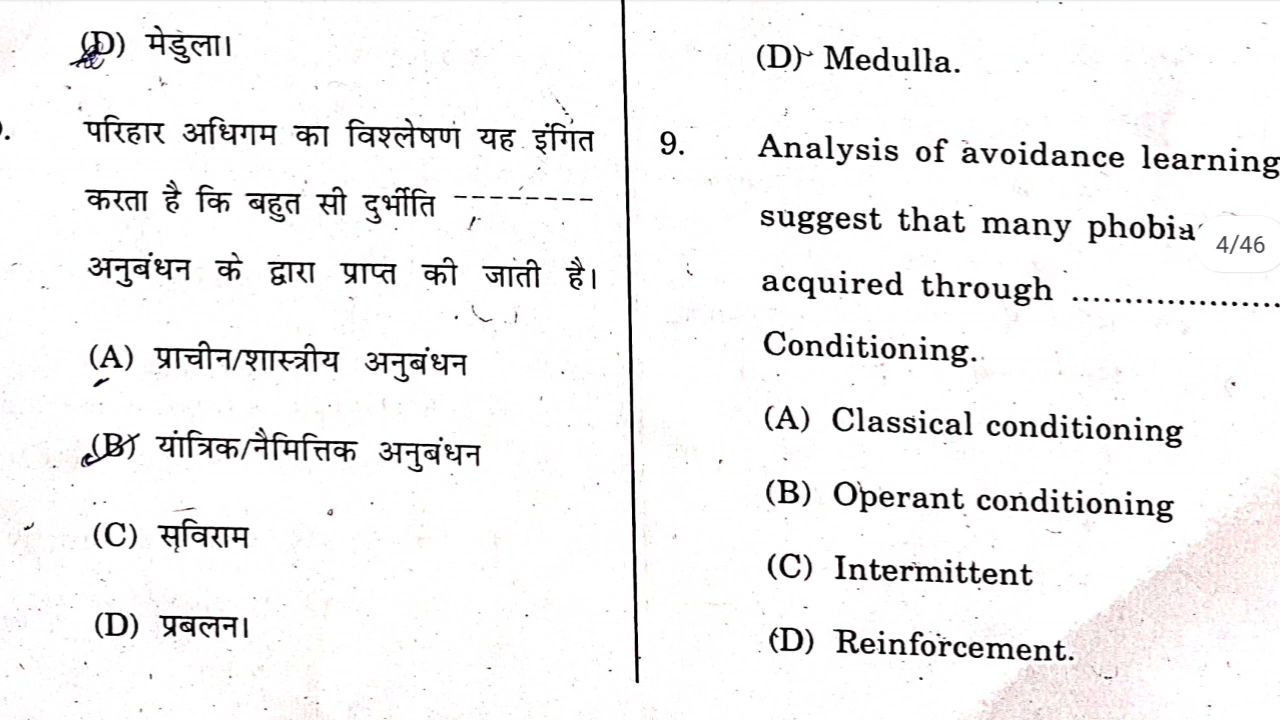 (D) मेडुला।
परिहार अधिगम का विश्लेषण यह इंगित
करता है कि बहुत सी दुर्भीति --------
अनुबंधन के द्वारा प्राप्त की जाती है।
(A) प्राचीन/शास्त्रीय अनुबंधन
(B) यांत्रिक/नैमित्तिक अनुबंधन
(C) सविराम
(D) प्रबलन।
(D) Medulla.
9. Analysis of avoidance learning
suggest that many phobia
4/46
acquired through ....................
Conditioning.
(A) Classical conditioning
(B) Operant conditioning
(C) Intermittent
(D) Reinforcement.